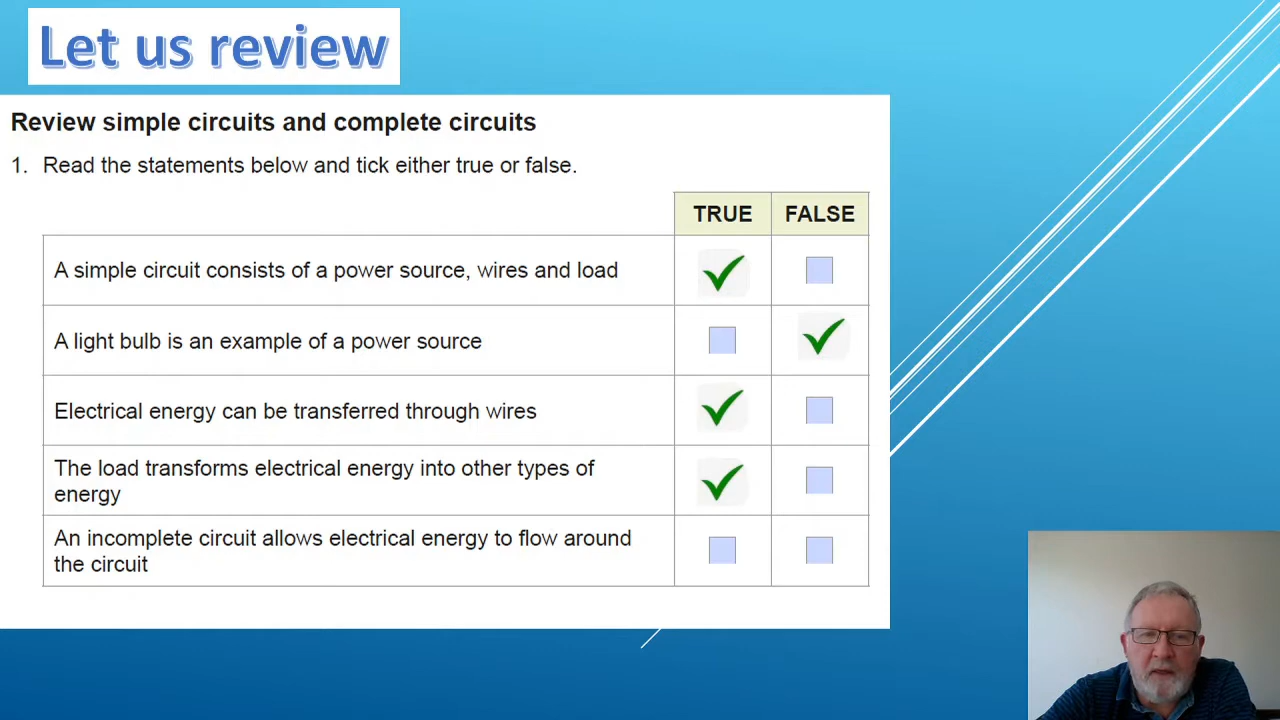 Let us review
Review simple circuits and complete circuits
1. Read the statements below and tick either true or false.
TRUE FALSE
A simple circuit consists of a power source, wires and load
A light bulb is an example of a power source
Electrical energy can be transferred through wires
The load transforms electrical energy into other types of
energy
An incomplete circuit allows electrical energy to flow around
the circuit